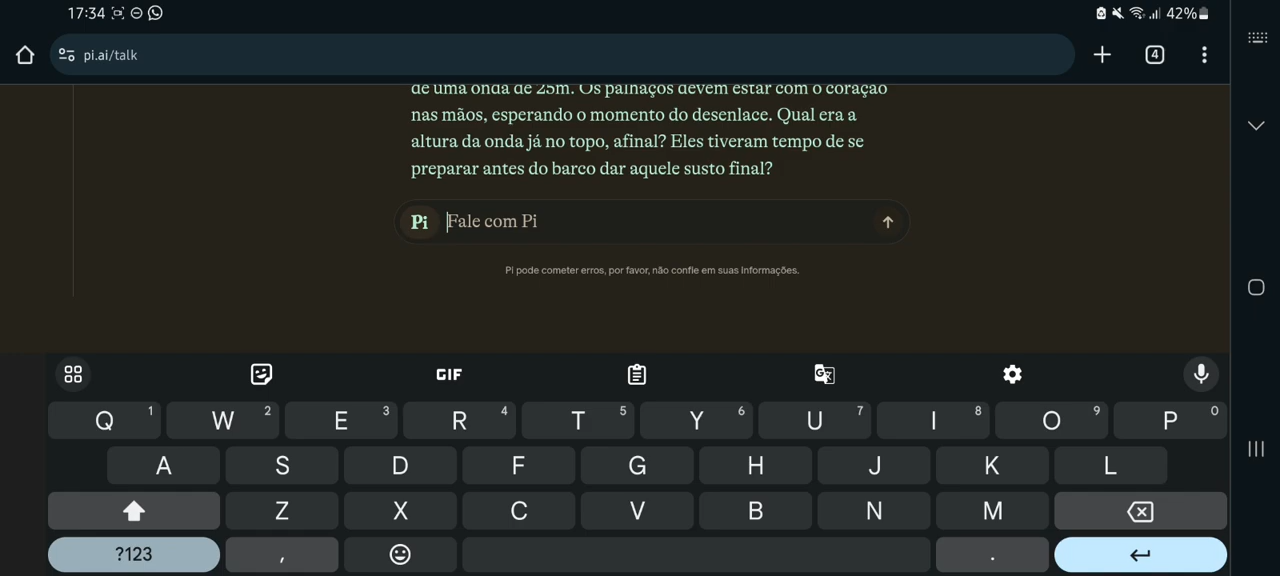 17:34
42%
pi.ai/talk
4
de uma onda de 25m. Os palhaços devem estar com o coração
nas mãos, esperando o momento do desenlace. Qual era a
altura da onda já no topo, afinal? Eles tiveram tempo de se
preparar antes do barco dar aquele susto final?
Pi Fale com Pi
Pi pode cometer erros, por favor, não confie em suas informações.
GIF G
Q 1 W 2 E 3 R 4 T 5 Y 6 U 7 I 8 O 9 P 0
A S D F G H J K L
Z X C V B N M
?123 , .